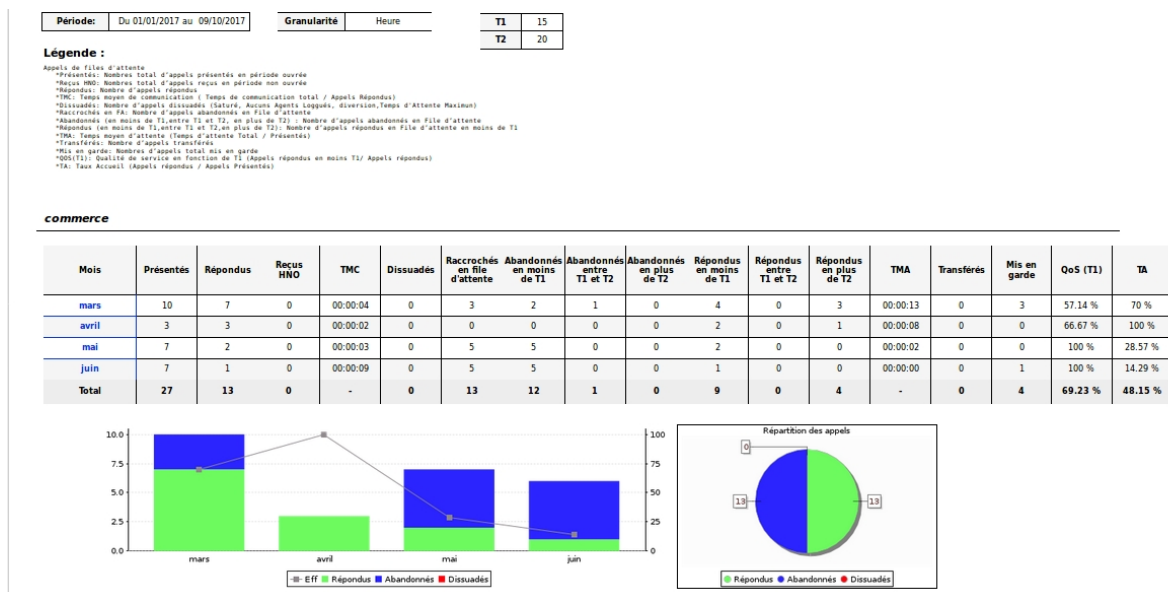 Période: Du 01/01/2017 au 09/10/2017 Granularité Heure T1 15
T2 20
Légende :
Appels de files d'attente
*Présentés: Nombres total d'appels présentés en période ouvrée
*Reçus HNO: Nombres total d'appels reçus en période non ouvrée
*Répondus: Nombre d'appels répondus
*TMC: Temps moyen de communication ( Temps de communication total / Appels Répondus)
*Dissuadés: Nombre d'appels dissuadés (Saturé, Aucuns Agents Loggués, diversion,Temps d'Attente Maximun)
*Raccrochés en FA: Nombre d'appels abandonnés en File d'attente
*Abandonnés (en moins de T1,entre T1 et T2, en plus de T2) : Nombre d'appels abandonnés en File d'attente
*Répondus (en moins de T1,entre T1 et T2,en plus de T2): Nombre d'appels répondus en File d'attente en moins de T1
*TMA: Temps moyen d'attente (Temps d'attente Total / Présentés)
*Transférés: Nombre d'appels transférés
*Mis en garde: Nombres d'appels total mis en garde
*QOS(T1): Qualité de service en fonction de T1 (Appels répondus en moins T1/ Appels répondus)
*TA: Taux Accueil (Appels répondus / Appels Présentés)
commerce
Mois Présentés Répondus Reçus HNO TMC Dissuadés Raccrochés en file d'attente Abandonnés en moins de T1 Abandonnés entre T1 et T2 Abandonnés en plus de T2 Répondus en moins de T1 Répondus entre T1 et T2 Répondus en plus de T2 TMA Transférés Mis en garde QoS (T1) TA
mars 10 7 0 00:00:04 0 3 2 1 0 4 0 3 00:00:13 0 3 57.14 % 70 %
avril 3 3 0 00:00:02 0 0 0 0 0 2 0 1 00:00:08 0 0 66.67 % 100 %
mai 7 2 0 00:00:03 0 5 5 0 0 2 0 0 00:00:02 0 0 100 % 28.57 %
juin 7 1 0 00:00:09 0 5 5 0 0 1 0 0 00:00:00 0 1 100 % 14.29 %
Total 27 13 0 - 0 13 12 1 0 9 0 4 - 0 4 69.23 % 48.15 %
10.0 100
7.5 75
5.0 50
2.5 25
0.0 0
mars avril mai juin
Eff Répondus Abandonnés Dissuadés
Répartition des appels
0
13 13
Répondus Abandonnés Dissuadés